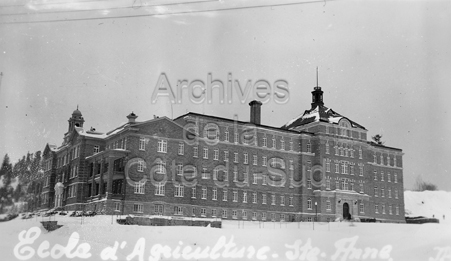 Archives
de la Côte-du-Sud
École d'Agriculture. Ste. Anne